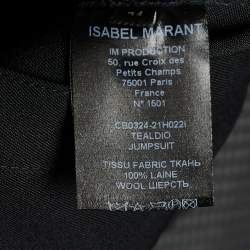 ISABEL MARANT
IM PRODUCTION
50, rue Croix des
Petits Champs
75001 Paris
France
N° 1501
CB0324-21H022I
TEALDIO
JUMPSUIT
TISSU FABRIC ТКАНЬ
100% LAINE
WOOL ШЕРСТЬ